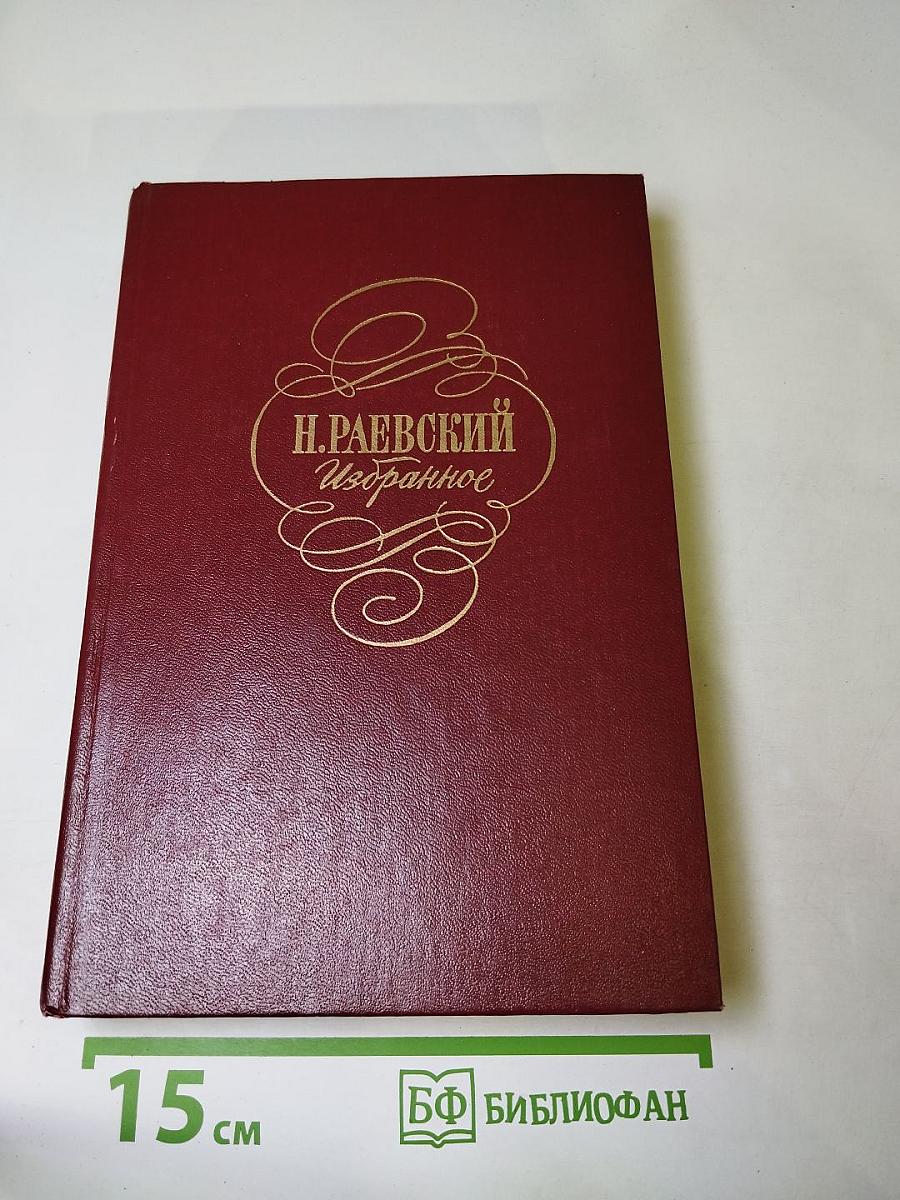 Н.РАЕВСКИЙ
Избранное
15 см
БФ БИБЛИОФАН